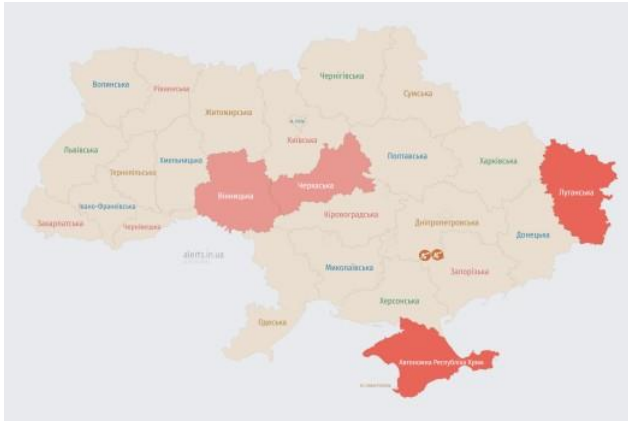 Чернігівська
Волинська
Рівненська
Сумська
Житомирська
м. Київ
Київська
Львівська
Хмельницька
Полтавська
Харківська
Тернопільська
Черкаська
Вінницька
Луганська
Івано-Франківська
Кіровоградська
Закарпатська
Чернівецька
Дніпропетровська
Донецька
alerts.in.ua
Миколаївська
Запорізька
Херсонська
Одеська
Автономна Республіка Крим